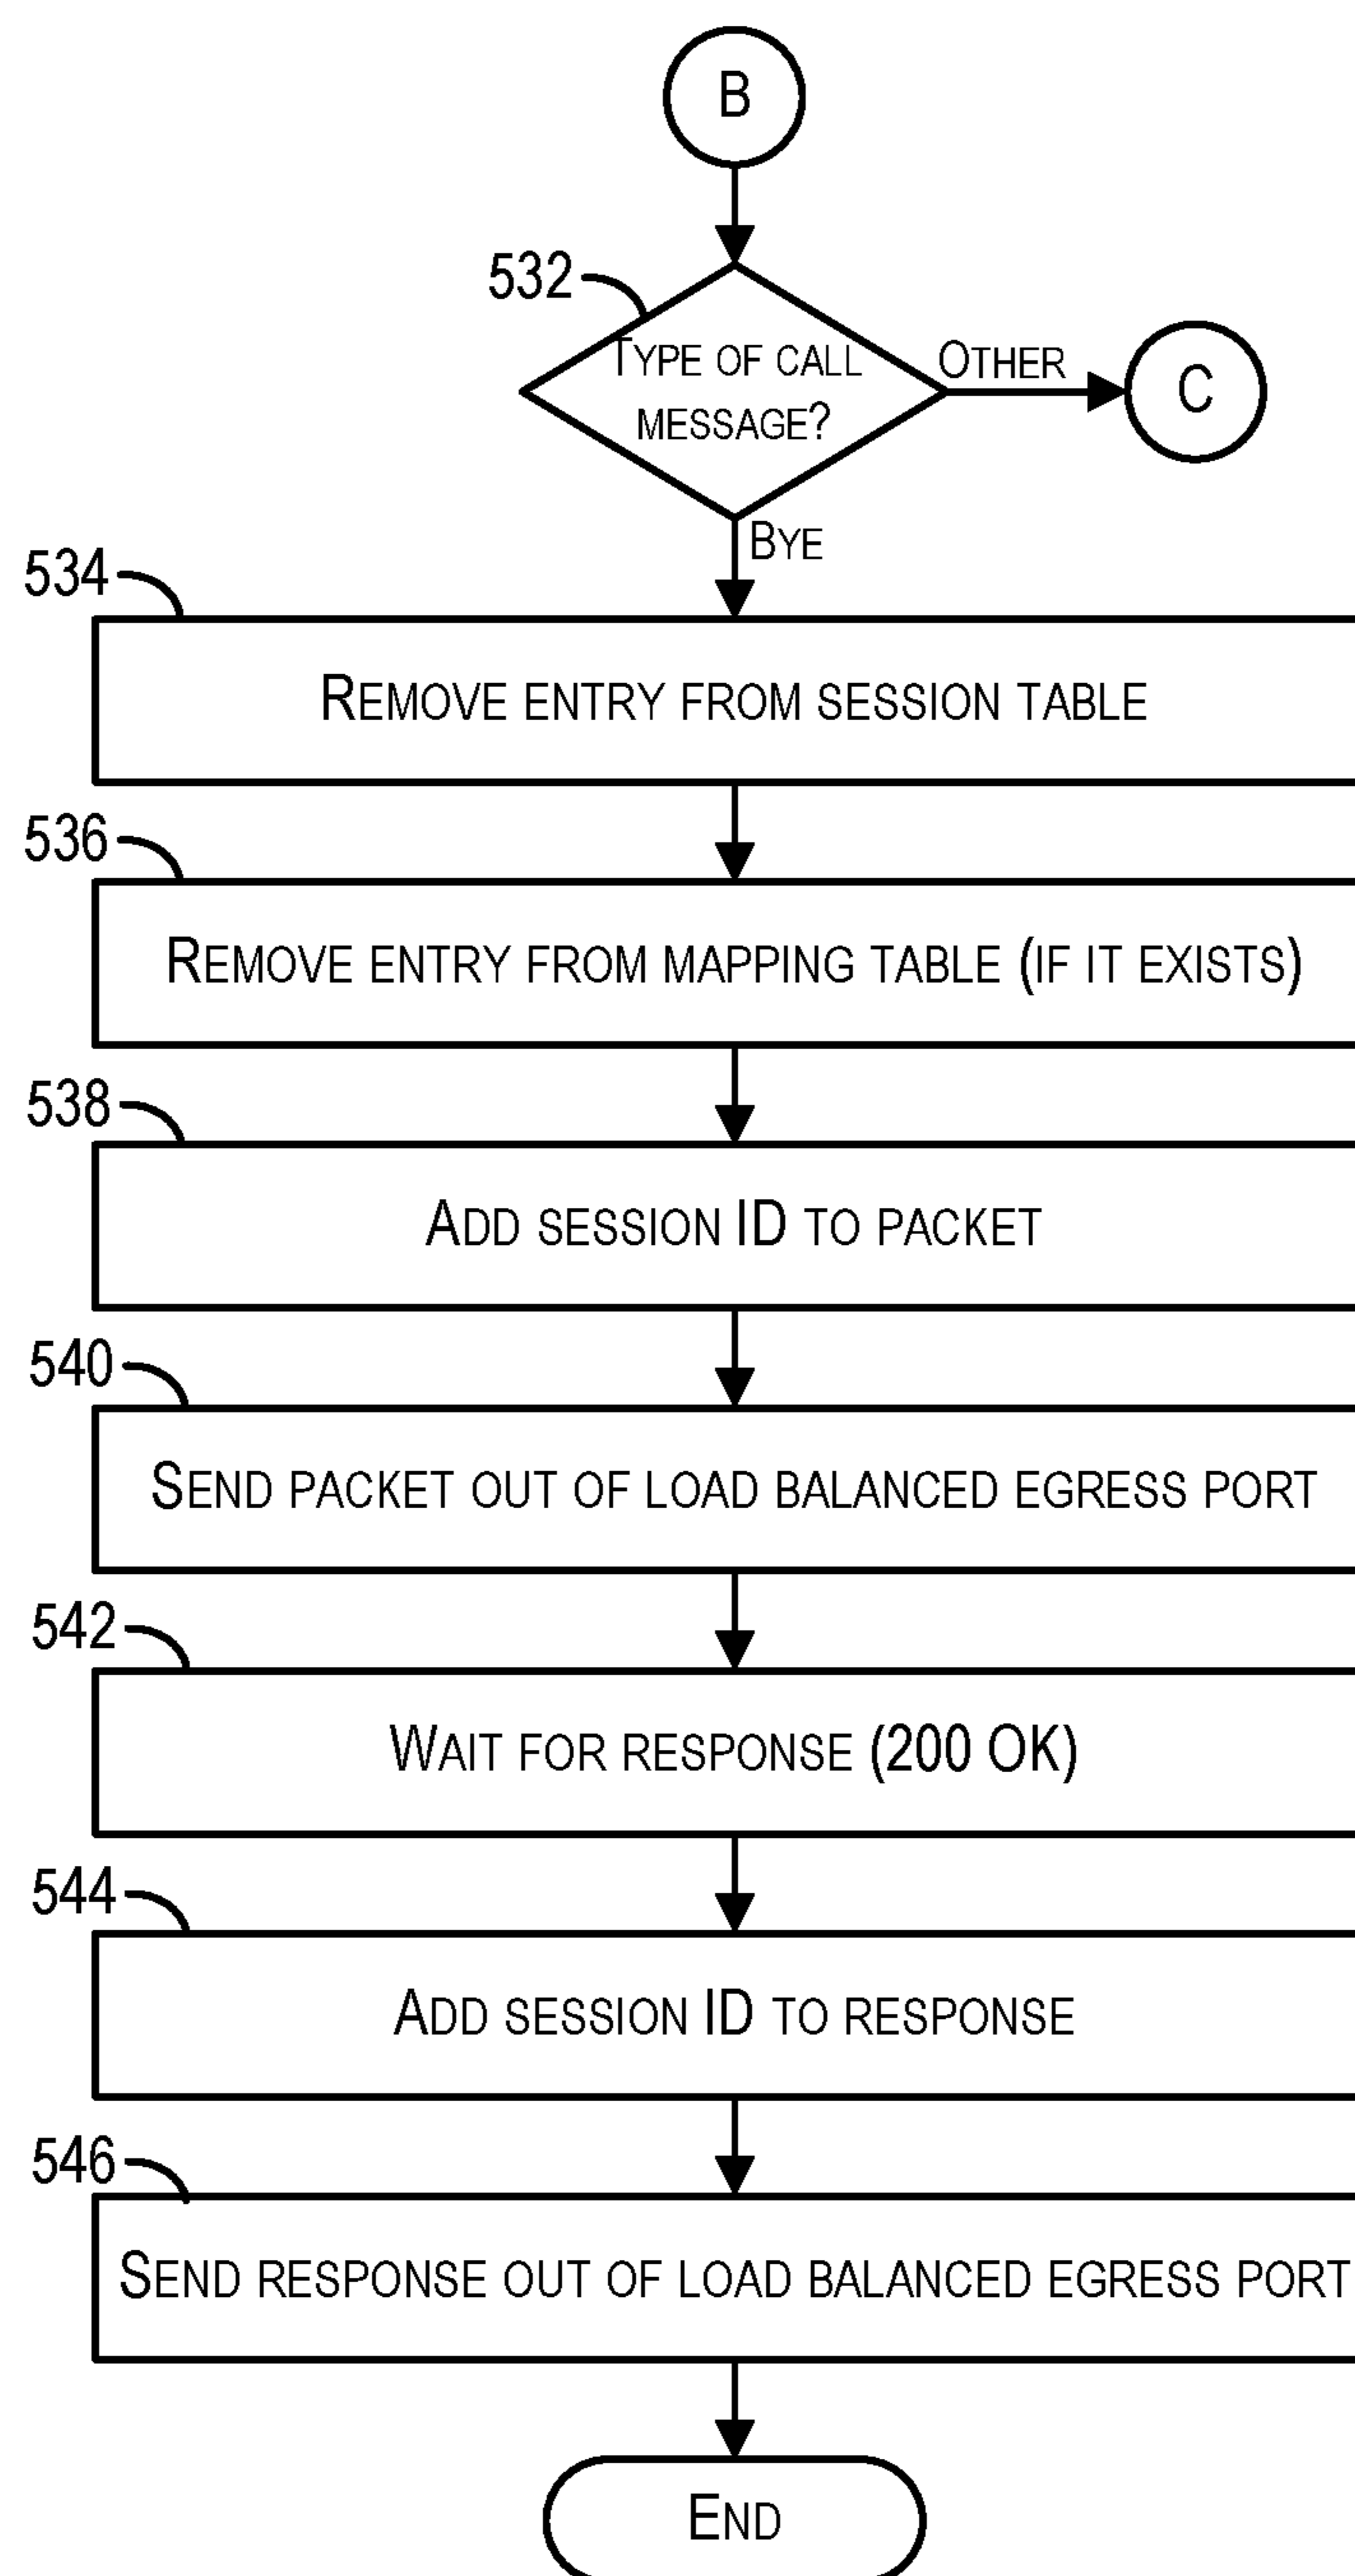 B
532
Type of call
message?
Other
C
Bye
534
Remove entry from session table
536
Remove entry from mapping table (if it exists)
538
Add session ID to packet
540
Send packet out of load balanced egress port
542
Wait for response (200 OK)
544
Add session ID to response
546
Send response out of load balanced egress port
End